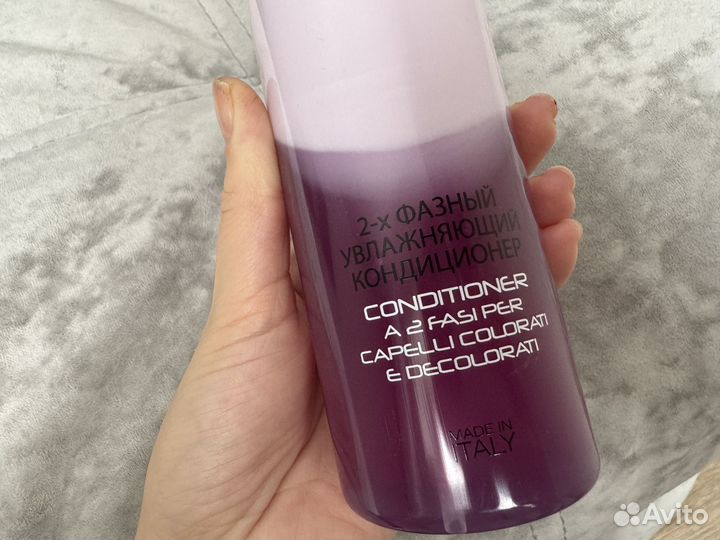 2-х ФАЗНЫЙ
УВЛАЖНЯЮЩИЙ
КОНДИЦИОНЕР
CONDITIONER
A 2 FASI PER
CAPELLI COLORATI
E DECOLORATI
MADE IN
ITALY
Avito